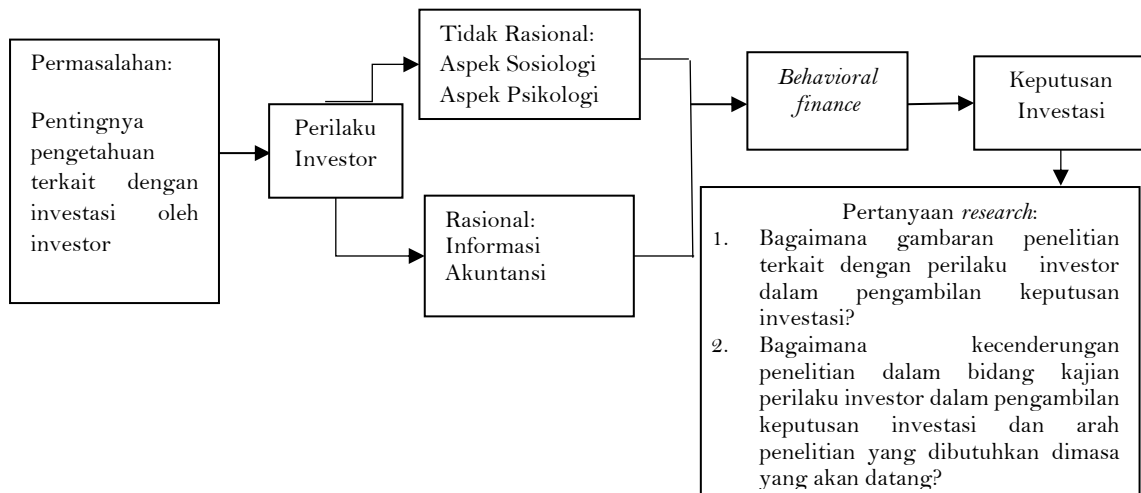 Permasalahan:
Pentingnya
pengetahuan
terkait dengan
investasi oleh
investor
Perilaku
Investor
Tidak Rasional:
Aspek Sosiologi
Aspek Psikologi
Rasional:
Informasi
Akuntansi
Behavioral
finance
Keputusan
Investasi
Pertanyaan research:
1. Bagaimana gambaran penelitian
terkait dengan perilaku investor
dalam pengambilan keputusan
investasi?
2. Bagaimana kecenderungan
penelitian dalam bidang kajian
perilaku investor dalam pengambilan
keputusan investasi dan arah
penelitian yang dibutuhkan dimasa
yang akan datang?